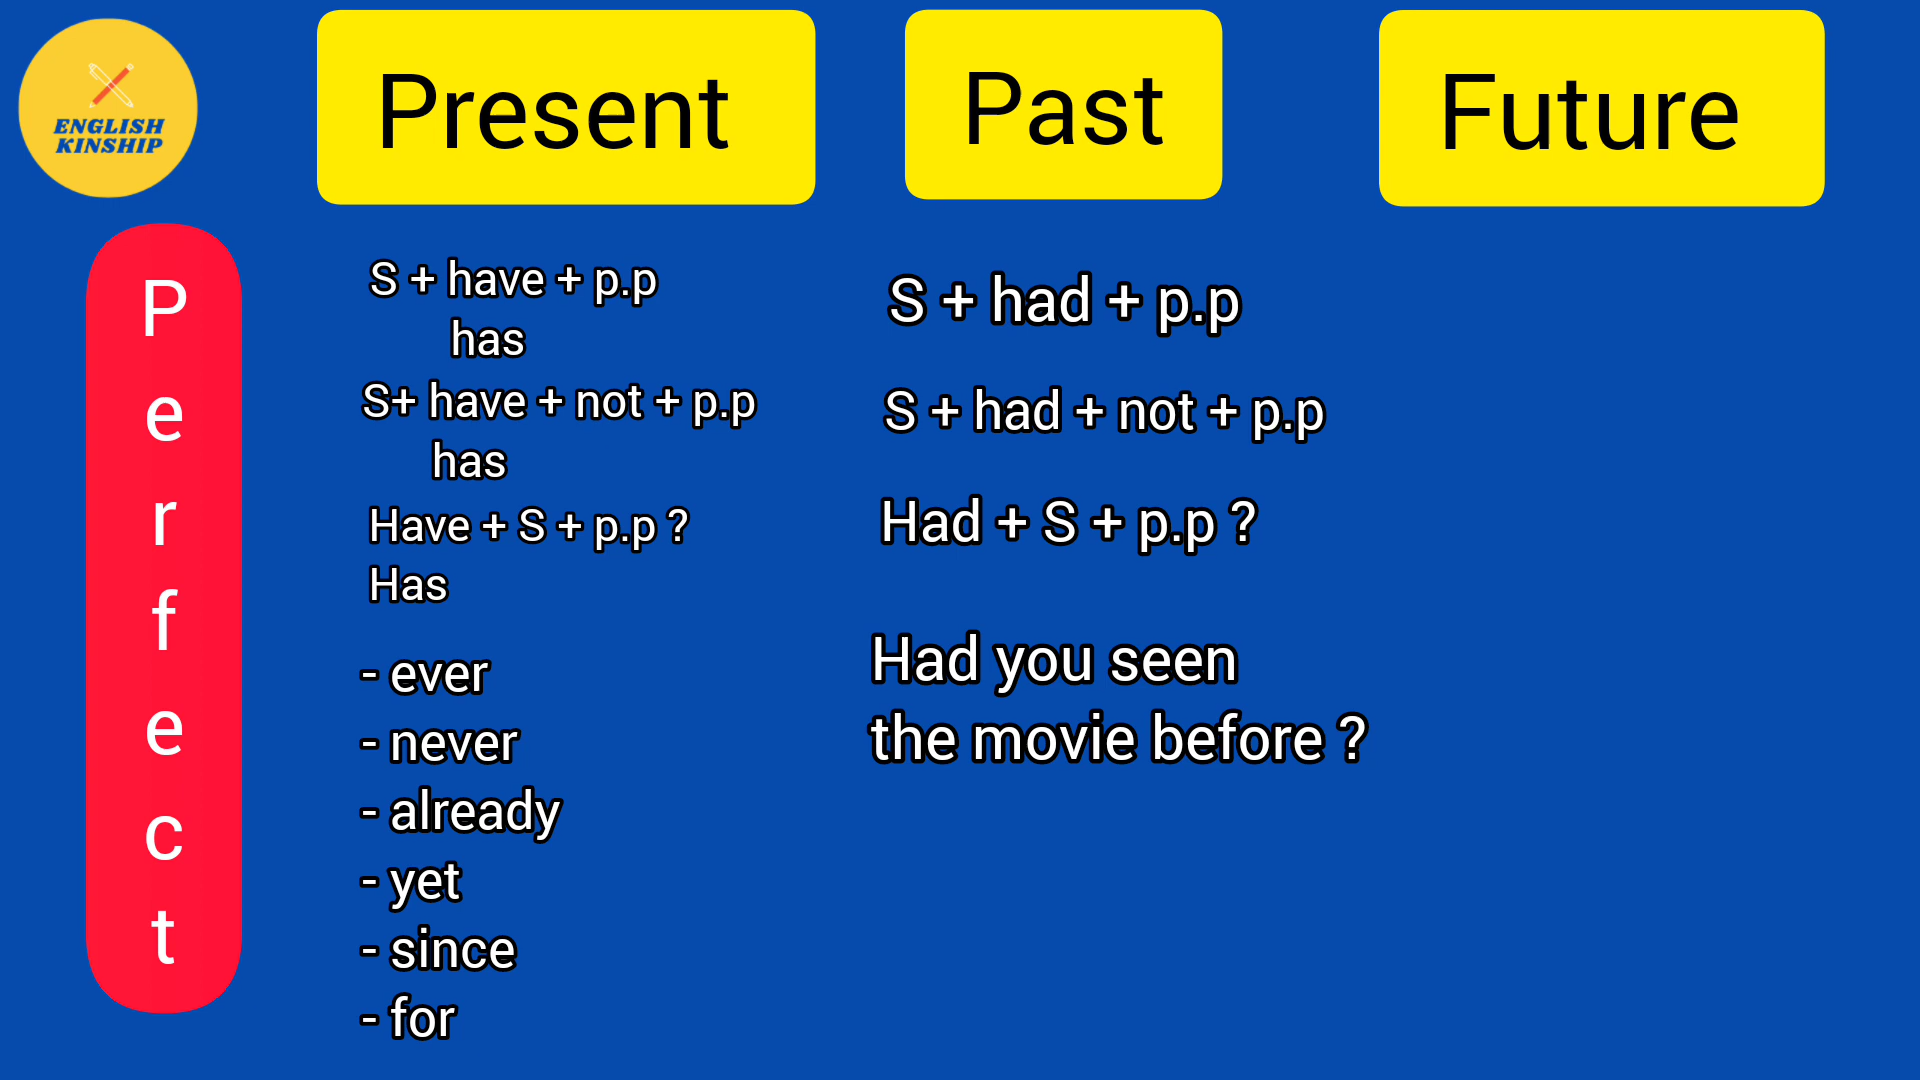 ENGLISH
KINSHIP
Present
Past
Future
P
e
r
f
e
c
t
S + have + p.p
has
S+ have + not + p.p
has
Have + S + p.p ?
Has
- ever
- never
- already
- yet
- since
- for
S + had + p.p
S + had + not + p.p
Had + S + p.p ?
Had you seen
the movie before ?